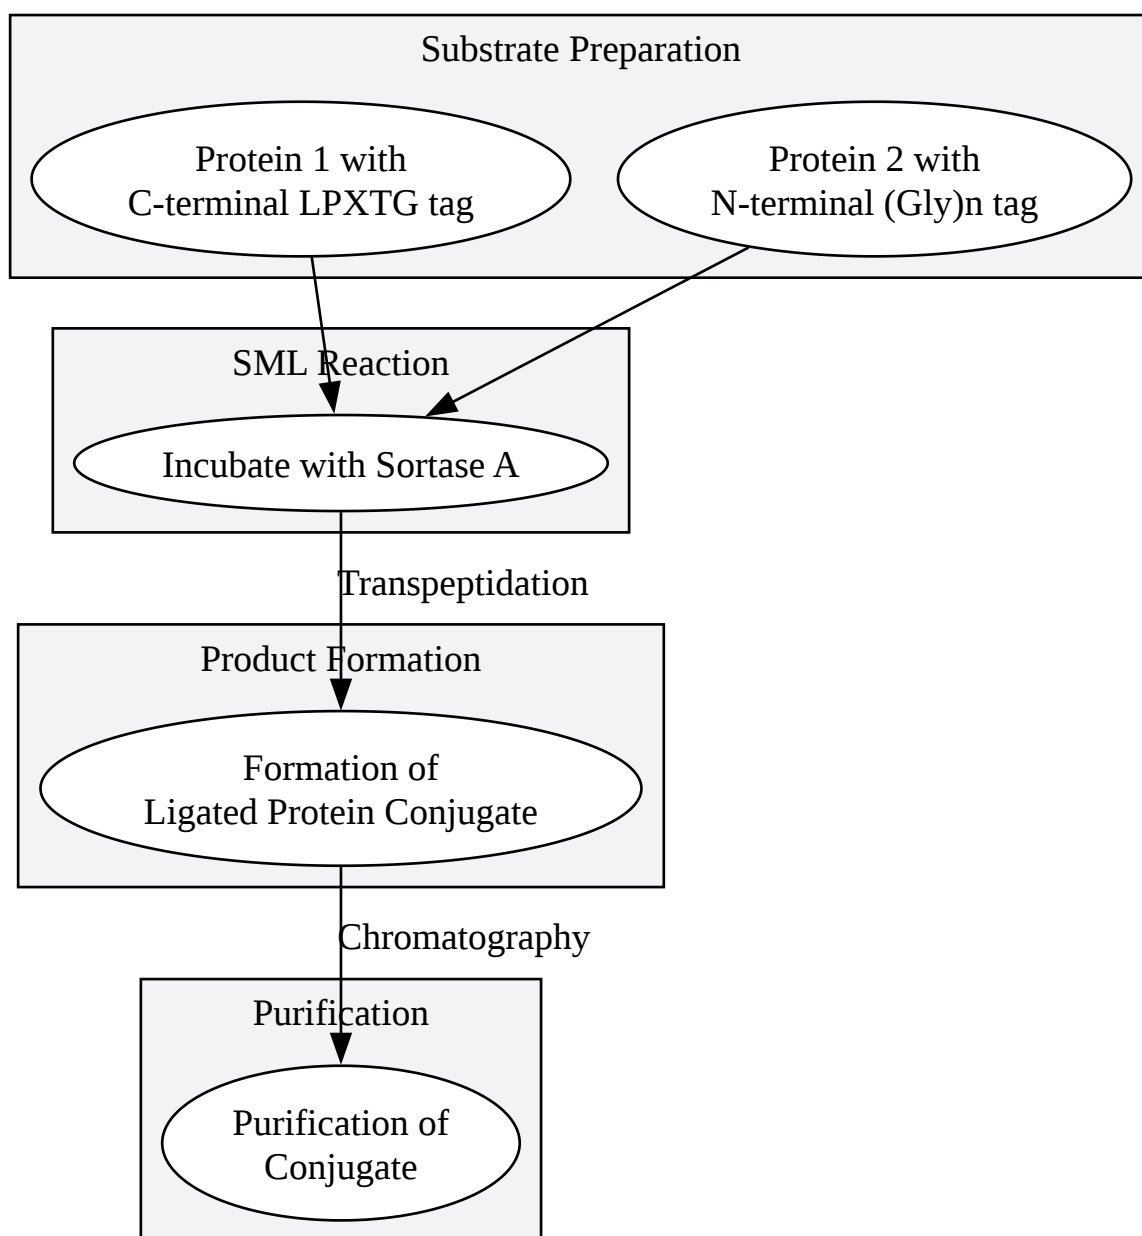 Substrate Preparation
Protein 1 with
C-terminal LPXTG tag
Protein 2 with
N-terminal (Gly)n tag
SML Reaction
Incubate with Sortase A
Transpeptidation
Product Formation
Formation of
Ligated Protein Conjugate
Chromatography
Purification
Purification of
Conjugate